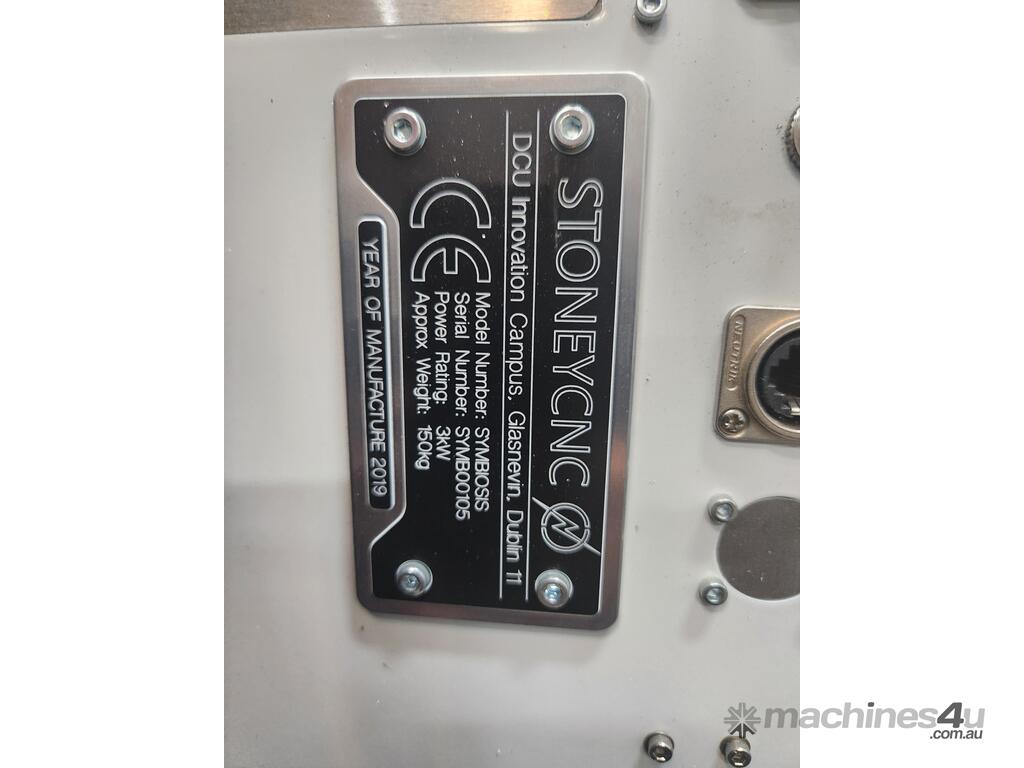 STONEYCNC
DCU Innovation Campus, Glasnevin, Dublin 11
CE
Model Number: SYMBIOSIS
Serial Number: SYMB00105
Power Rating: 3kW
Approx Weight: 150kg
YEAR OF MANUFACTURE 2019
NEUTRIK
machines4u
.com.au